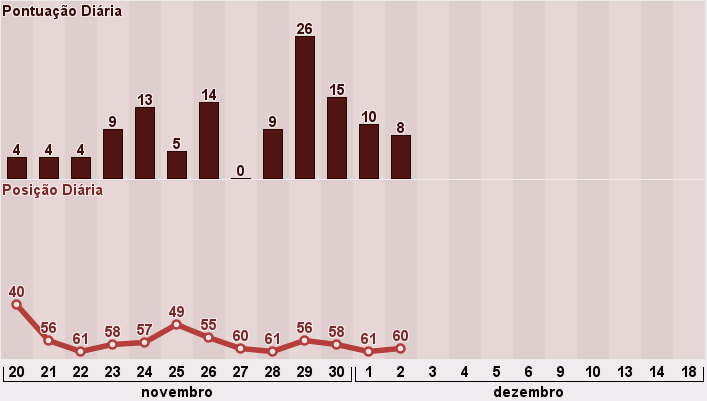 Pontuação Diária
4 4 4 9 13 5 14 0 9 26 15 10 8
Posição Diária
40 56 61 58 57 49 55 60 61 56 58 61 60
20 21 22 23 24 25 26 27 28 29 30 1 2 3 4 5 6 9 10 13 14 18
novembro dezembro